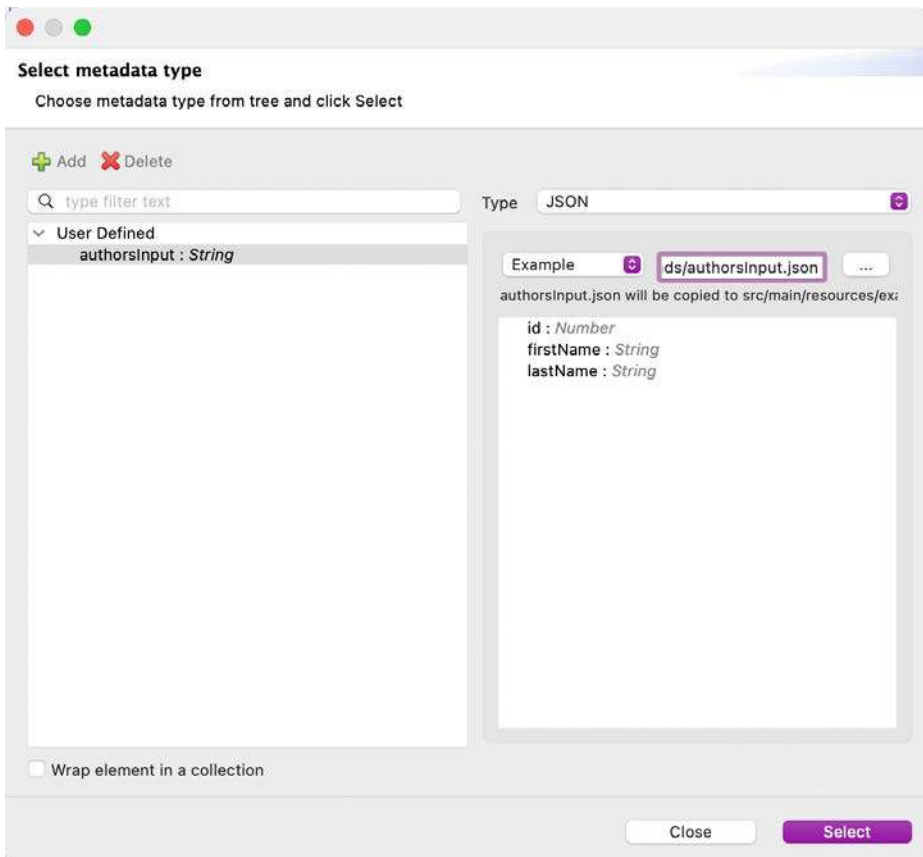 Select metadata type
Choose metadata type from tree and click Select
Add Delete
type filter text
User Defined
authorsInput : String
Type JSON
Example ds/authorsInput.json ...
authorsInput.json will be copied to src/main/resources/exa
id : Number
firstName : String
lastName : String
Wrap element in a collection
Close Select